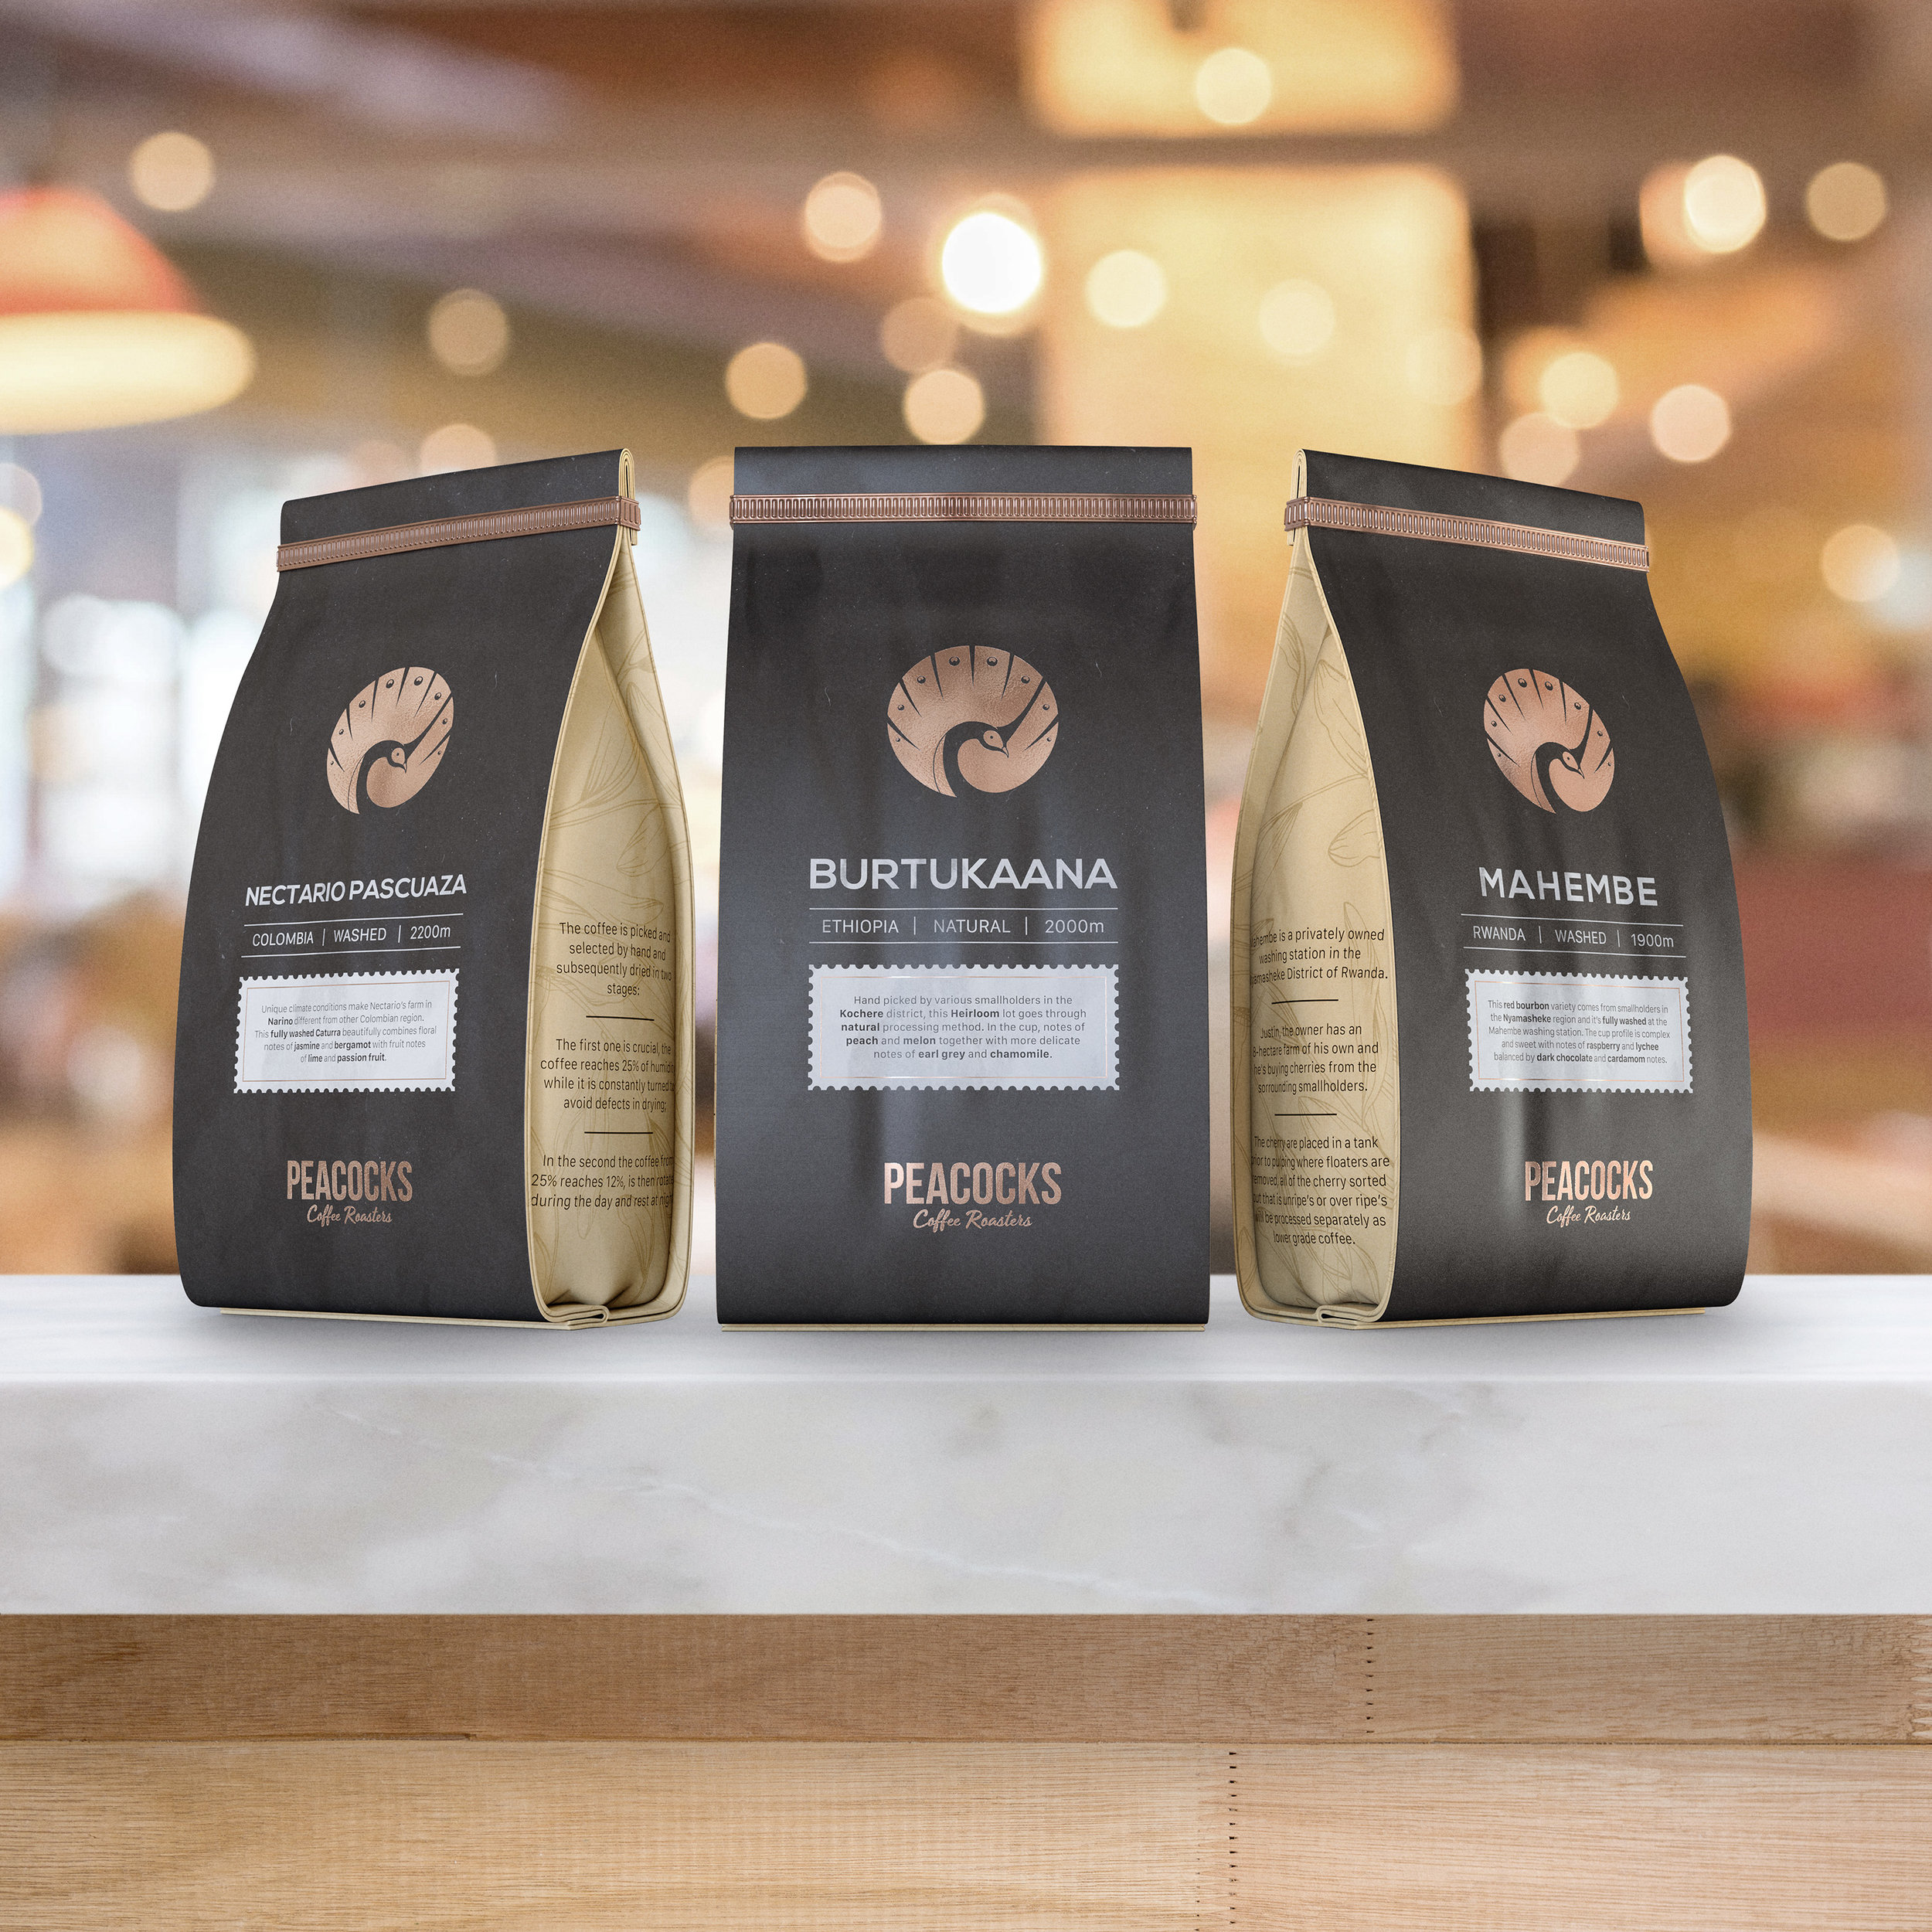 NECTARIO PASCUAZA
COLOMBIA | WASHED | 2200m
Unique climate conditions make Nectario's farm in
Narino different from other Colombian region.
This fully washed Caturra beautifully combines floral
notes of jasmine and bergamot with fruit notes
of lime and passion fruit.
PEACOCKS
Coffee Roasters
The coffee is picked and
selected by hand and
subsequently dried in two
stages:
The first one is crucial, the
coffee reaches 25% of
while it is constantly turned
avoid defects in drying;
In the second the coffee from
25% reaches 12%, is then
during the day and rest at night
BURTUKAANA
ETHIOPIA | NATURAL | 2000m
Hand picked by various smallholders in the
Kochere district, this Heirloom lot goes through
natural processing method. In the cup, notes of
peach and melon together with more delicate
notes of earl grey and chamomile.
PEACOCKS
Coffee Roasters
is a privately owned
washing station in the
District of Rwanda.
Justin, the owner has an
8-hectare farm of his own and
he's buying cherries from the
sorrounding smallholders.
The cherry are placed in a tank
to pulping where floaters are
all of the cherry sorted
that is unripe's or over ripe's
will be processed separately as
lower grade coffee.
MAHEMBE
RWANDA | WASHED | 1900m
This red bourbon variety comes from smallholders in
the Nyamasheke region and it's fully washed at the
Mahembe washing station. The cup profile is complex
and sweet with notes of raspberry and lychee
balanced by dark chocolate and cardamom notes.
PEACOCKS
Coffee Roasters